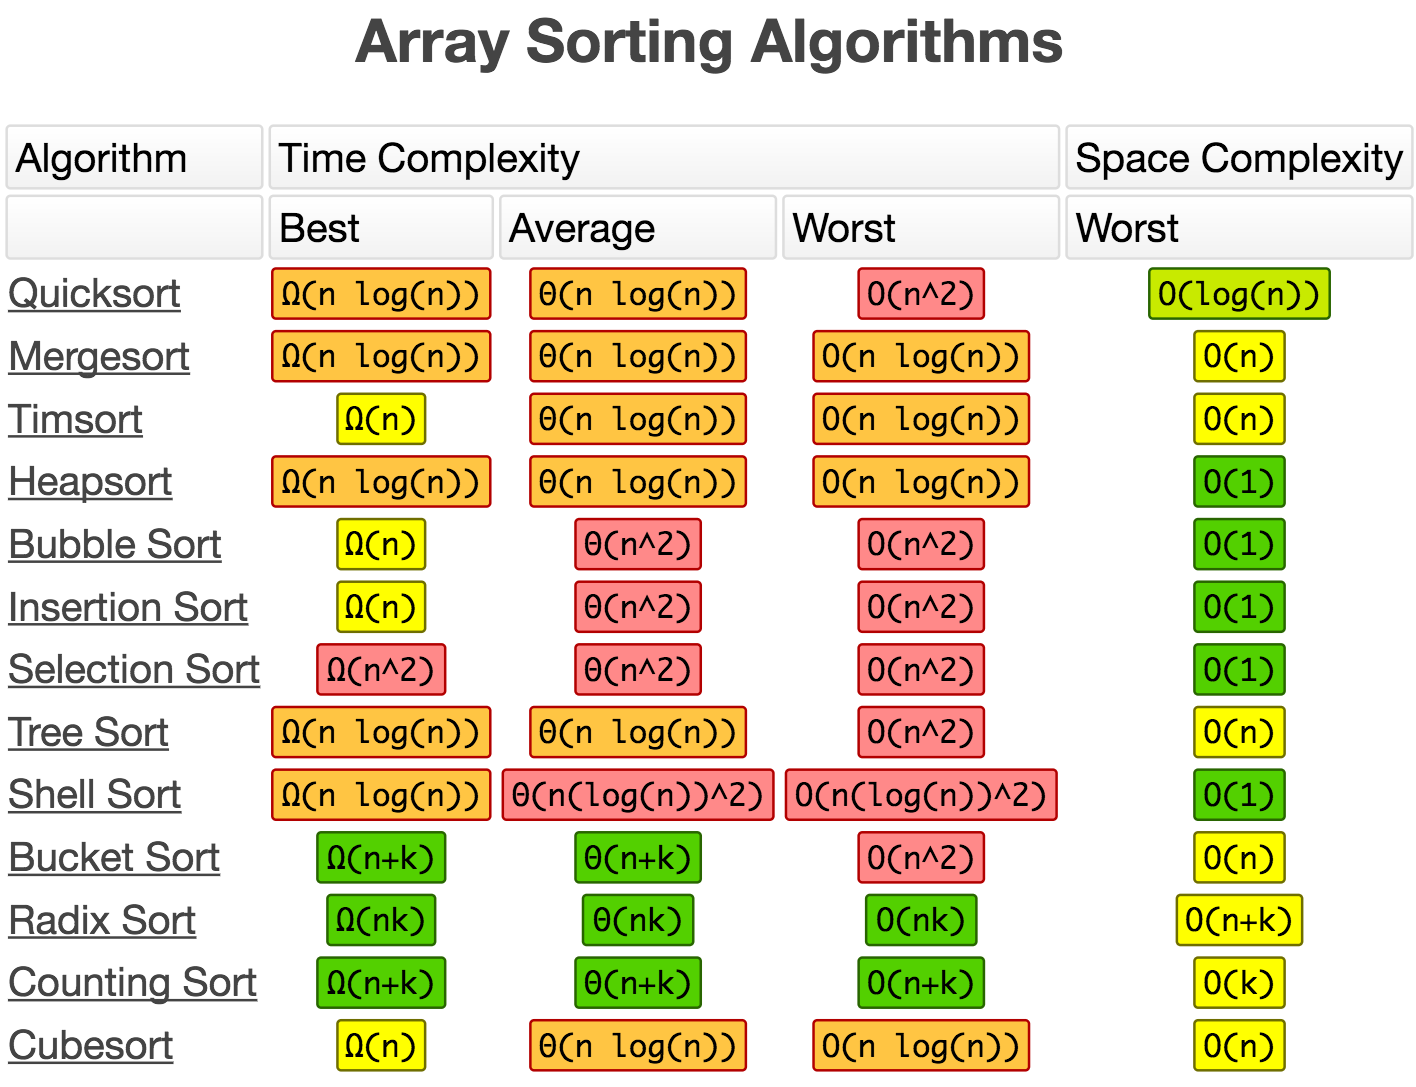 Array Sorting Algorithms
Algorithm Time Complexity Space Complexity
Best Average Worst Worst
Quicksort Ω(n log(n)) Θ(n log(n)) O(n^2) O(log(n))
Mergesort Ω(n log(n)) Θ(n log(n)) O(n log(n)) O(n)
Timsort Ω(n) Θ(n log(n)) O(n log(n)) O(n)
Heapsort Ω(n log(n)) Θ(n log(n)) O(n log(n)) O(1)
Bubble Sort Ω(n) Θ(n^2) O(n^2) O(1)
Insertion Sort Ω(n) Θ(n^2) O(n^2) O(1)
Selection Sort Ω(n^2) Θ(n^2) O(n^2) O(1)
Tree Sort Ω(n log(n)) Θ(n log(n)) O(n^2) O(n)
Shell Sort Ω(n log(n)) Θ(n(log(n))^2) O(n(log(n))^2) O(1)
Bucket Sort Ω(n+k) Θ(n+k) O(n^2) O(n)
Radix Sort Ω(nk) Θ(nk) O(nk) O(n+k)
Counting Sort Ω(n+k) Θ(n+k) O(n+k) O(k)
Cubesort Ω(n) Θ(n log(n)) O(n log(n)) O(n)